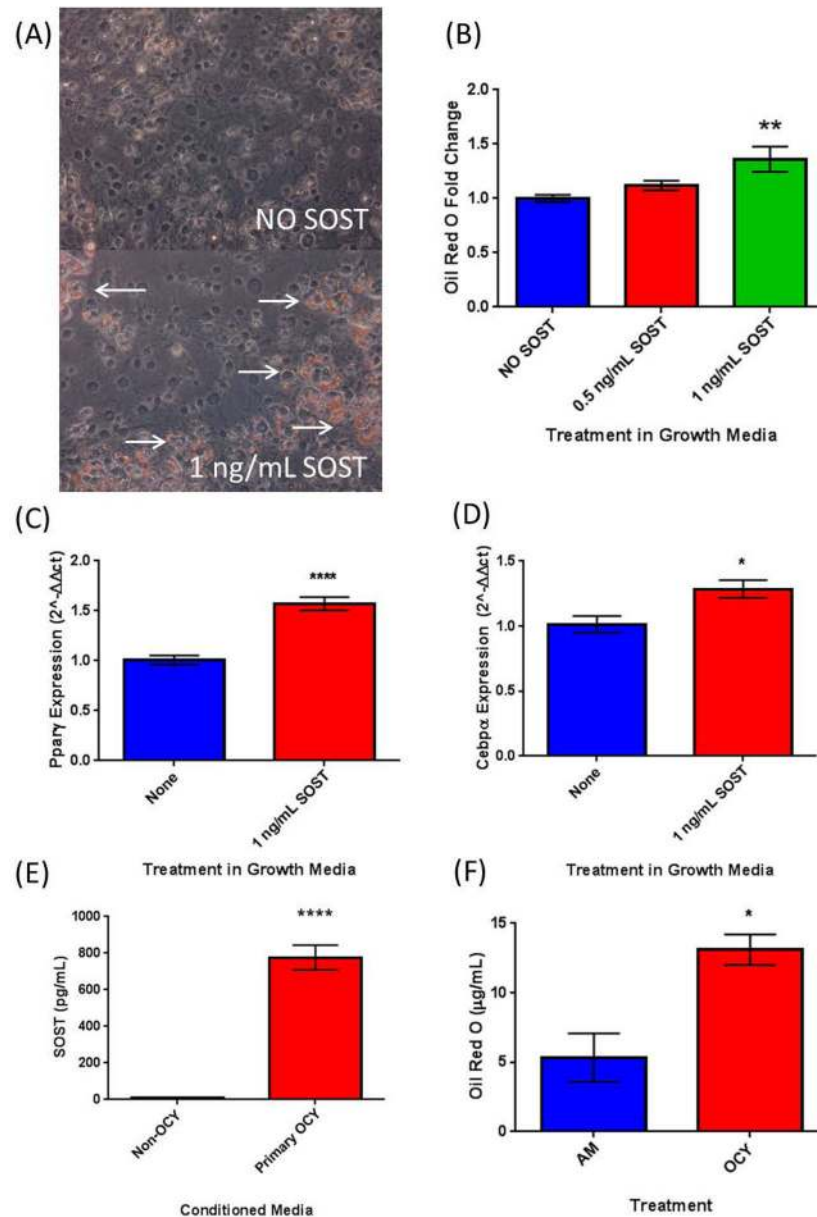 (A)
NO SOST
1 ng/mL SOST
(B)
Oil Red O Fold Change
2.0
1.5
1.0
0.5
0.0
**
NO SOST
0.5 ng/mL SOST
1 ng/mL SOST
Treatment in Growth Media
(C)
Pparγ Expression (2^-ΔΔct)
2.0
1.5
1.0
0.5
0.0
****
None
1 ng/mL SOST
Treatment in Growth Media
(D)
Cebpα Expression (2^-ΔΔct)
1.5
1.0
0.5
0.0
*
None
1 ng/mL SOST
Treatment in Growth Media
(E)
SOST (pg/mL)
1000
800
600
400
200
0
****
Non-OCY
Primary OCY
Conditioned Media
(F)
Oil Red O (µg/mL)
15
10
5
0
*
AM
OCY
Treatment